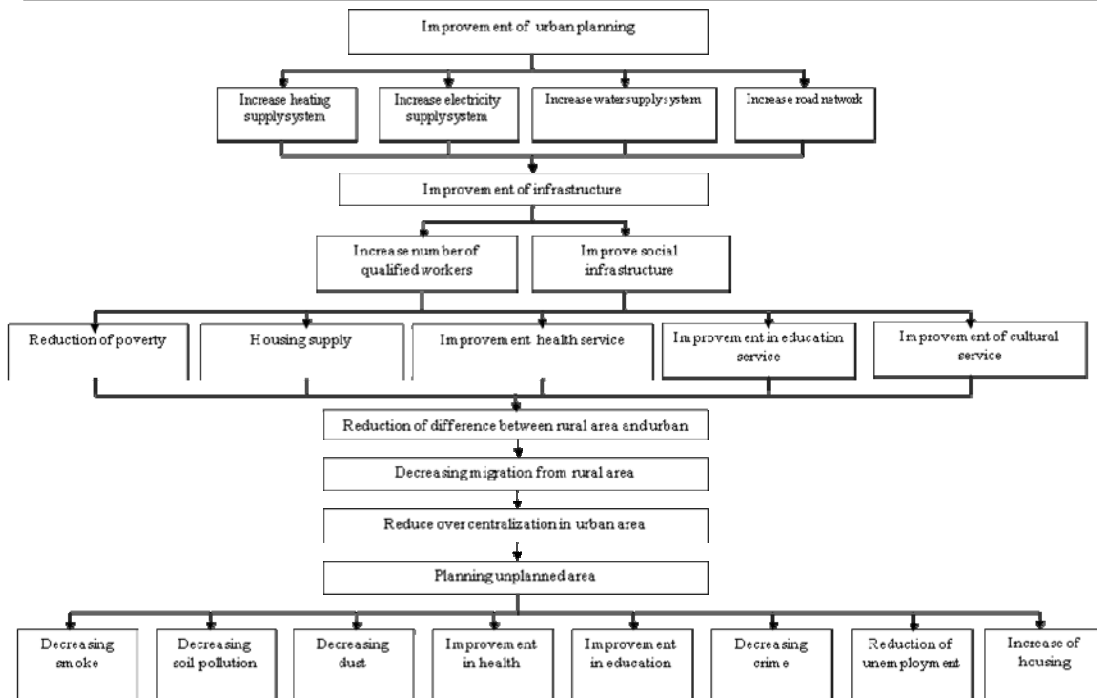 Improvement of urban planning
Increase heating
supply system
Increase electricity
supply system
Increase water supply system
Increase road network
Improvement of infrastructure
Increase number of
qualified workers
Improve social
infrastructure
Reduction of poverty
Housing supply
Improvement health service
Improvement in education
service
Improvement of cultural
service
Reduction of difference between rural area and urban
Decreasing migration from rural area
Reduce over centralization in urban area
Planning unplanned area
Decreasing
smoke
Decreasing
soil pollution
Decreasing
dust
Improvement
in health
Improvement
in education
Decreasing
crime
Reduction of
unemployment
Increase of
housing